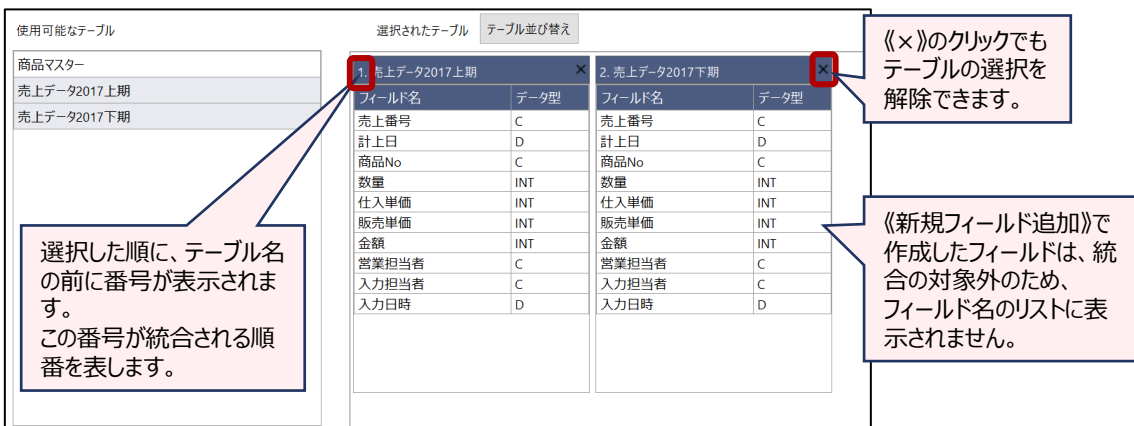 使用可能なテーブル
選択されたテーブル テーブル並び替え
商品マスター
売上データ2017上期
売上データ2017下期
1. 売上データ2017上期 ×
フィールド名 データ型
売上番号 C
計上日 D
商品No C
数量 INT
仕入単価 INT
販売単価 INT
金額 INT
営業担当者 C
入力担当者 C
入力日時 D
2. 売上データ2017下期 ×
フィールド名 データ型
売上番号 C
計上日 D
商品No C
数量 INT
仕入単価 INT
販売単価 INT
金額 INT
営業担当者 C
入力担当者 C
入力日時 D
《×》のクリックでも
テーブルの選択を
解除できます。
選択した順に、テーブル名
の前に番号が表示されま
す。
この番号が統合される順
番を表します。
《新規フィールド追加》で
作成したフィールドは、統
合の対象外のため、
フィールド名のリストに表
示されません。